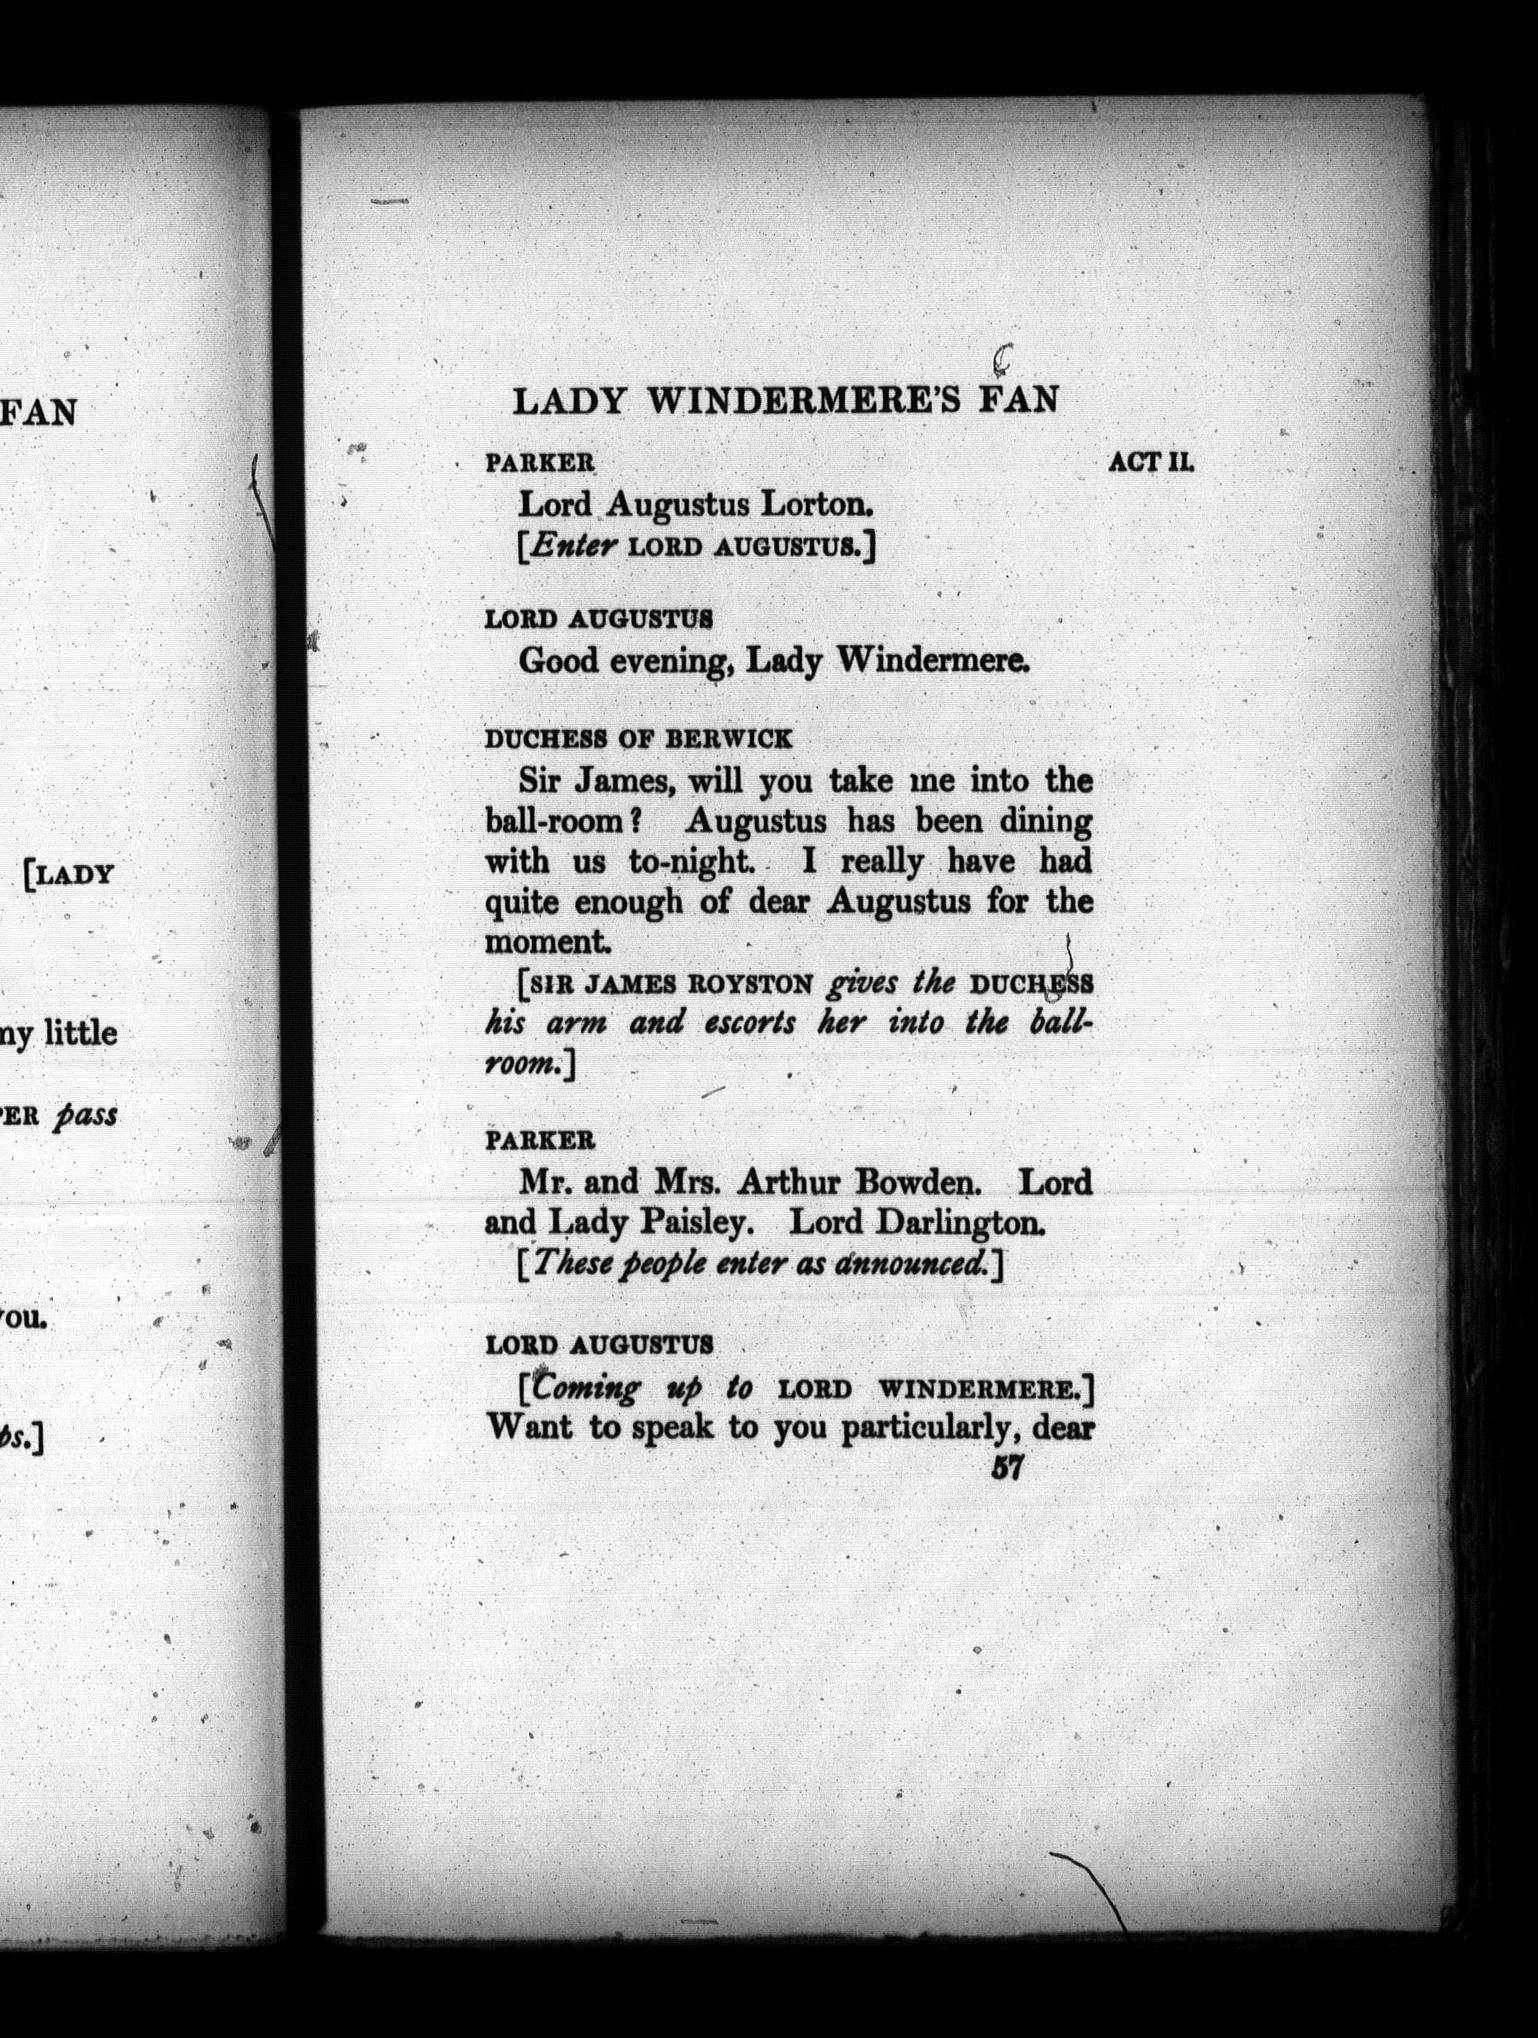 FAN
[LADY
my little
PER pass
you.
ps.]
LADY WINDERMERE'S FAN
PARKER
ACT II.
Lord Augustus Lorton.
[Enter LORD AUGUSTUS.]
LORD AUGUSTUS
Good evening, Lady Windermere.
DUCHESS OF BERWICK
Sir James, will you take me into the
ball-room? Augustus has been dining
with us to-night. I really have had
quite enough of dear Augustus for the
moment.
[SIR JAMES ROYSTON gives the DUCHESS
his arm and escorts her into the ball-
room.]
PARKER
Mr. and Mrs. Arthur Bowden. Lord
and Lady Paisley. Lord Darlington.
[These people enter as announced.]
LORD AUGUSTUS
[Coming up to LORD WINDERMERE.]
Want to speak to you particularly, dear
57